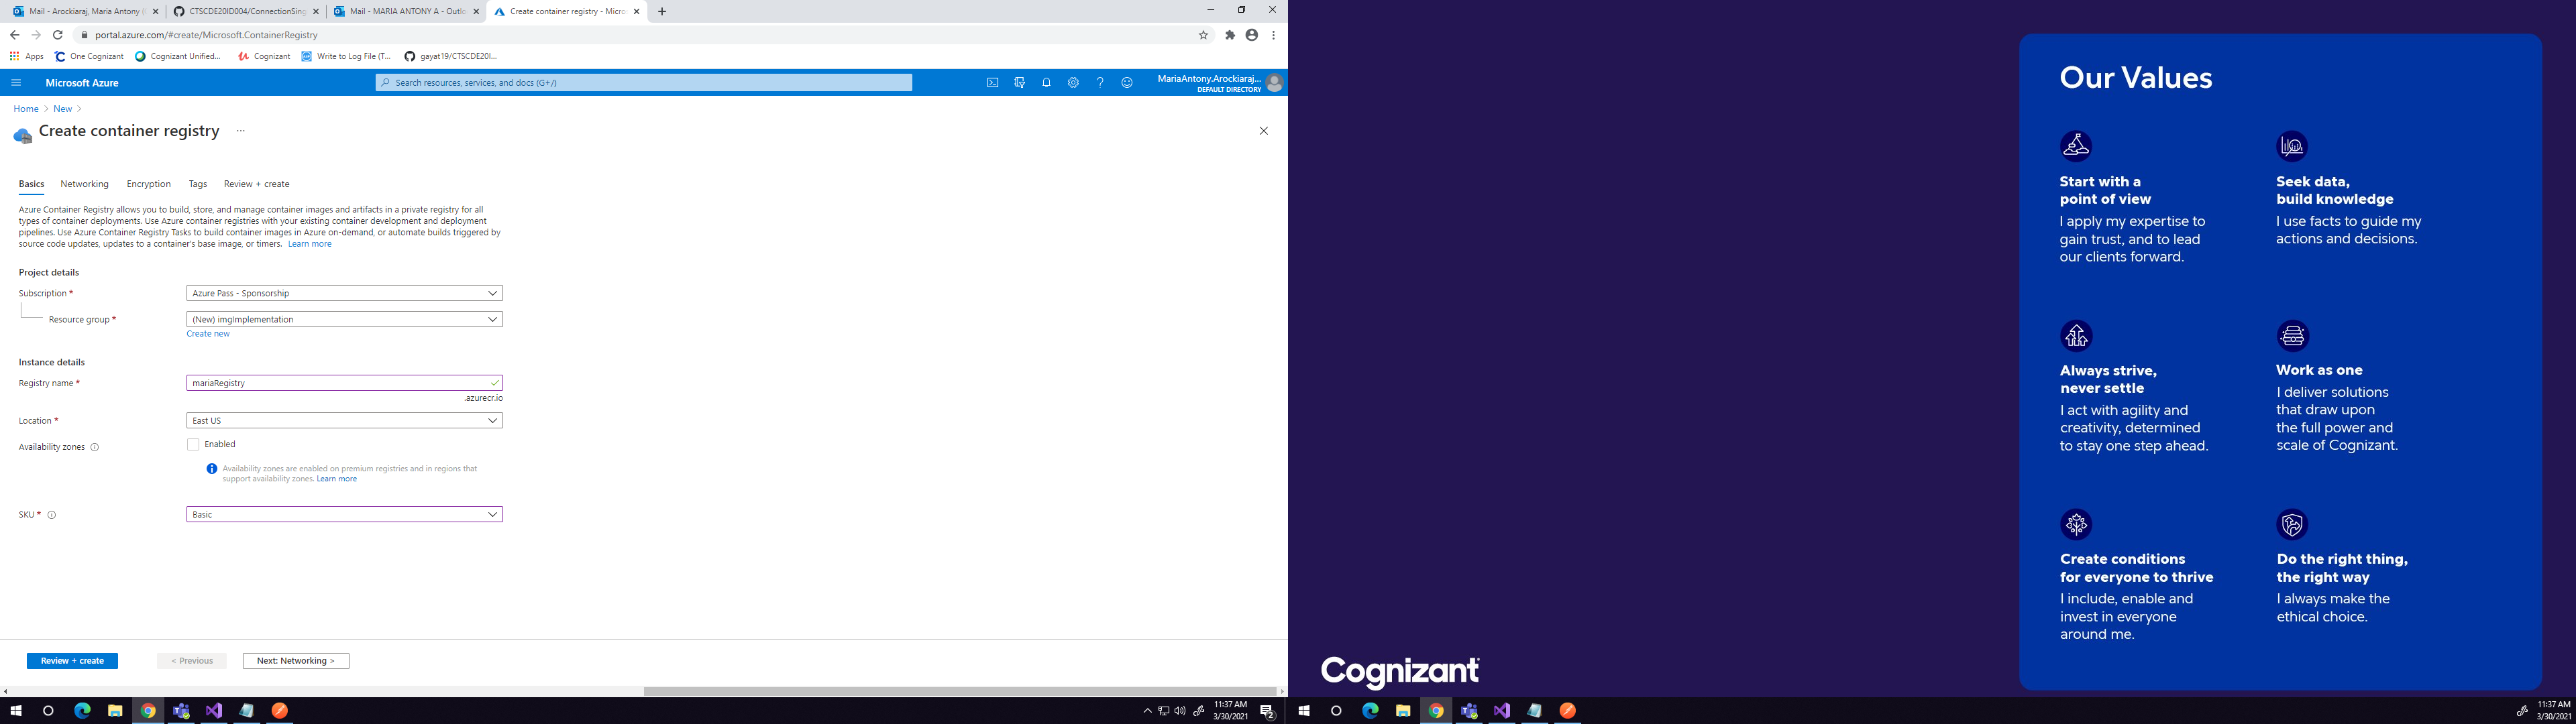 Mail - Arockiaraj, Maria Antony (
CTSCDE20ID004/ConnectionSing
Mail - MARIA ANTONY A - Outlo
Create container registry - Micro
portal.azure.com/#create/Microsoft.ContainerRegistry
Apps
One Cognizant
Cognizant Unified...
Cognizant
Write to Log File (T...
gayat19/CTSCDE20I...
Microsoft Azure
Search resources, services, and docs (G+/)
MariaAntony.Arockiaraj...
DEFAULT DIRECTORY
Home > New >
Create container registry ...
Basics Networking Encryption Tags Review + create
Azure Container Registry allows you to build, store, and manage container images and artifacts in a private registry for all
types of container deployments. Use Azure container registries with your existing container development and deployment
pipelines. Use Azure Container Registry Tasks to build container images in Azure on-demand, or automate builds triggered by
source code updates, updates to a container's base image, or timers. Learn more
Project details
Subscription * Azure Pass - Sponsorship
Resource group * (New) imgImplementation
Create new
Instance details
Registry name * mariaRegistry
.azurecr.io
Location * East US
Availability zones Enabled
Availability zones are enabled on premium registries and in regions that
support availability zones. Learn more
SKU * Basic
Review + create < Previous Next: Networking >
11:37 AM
3/30/2021
2
Our Values
Start with a
point of view
I apply my expertise to
gain trust, and to lead
our clients forward.
Seek data,
build knowledge
I use facts to guide my
actions and decisions.
Always strive,
never settle
I act with agility and
creativity, determined
to stay one step ahead.
Work as one
I deliver solutions
that draw upon
the full power and
scale of Cognizant.
Create conditions
for everyone to thrive
I include, enable and
invest in everyone
around me.
Do the right thing,
the right way
I always make the
ethical choice.
Cognizant
11:37 AM
3/30/2021